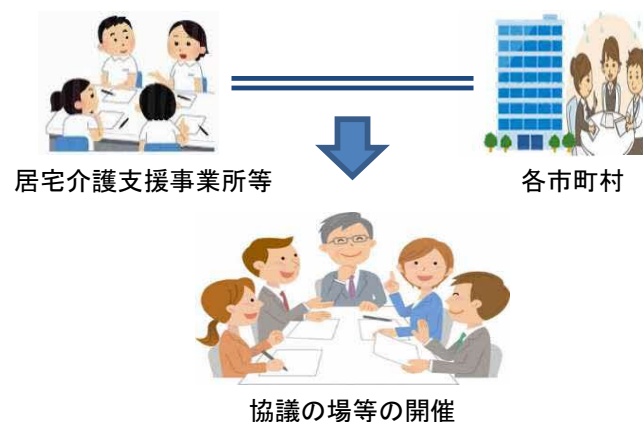 居宅介護支援事業所等
各市町村
協議の場等の開催